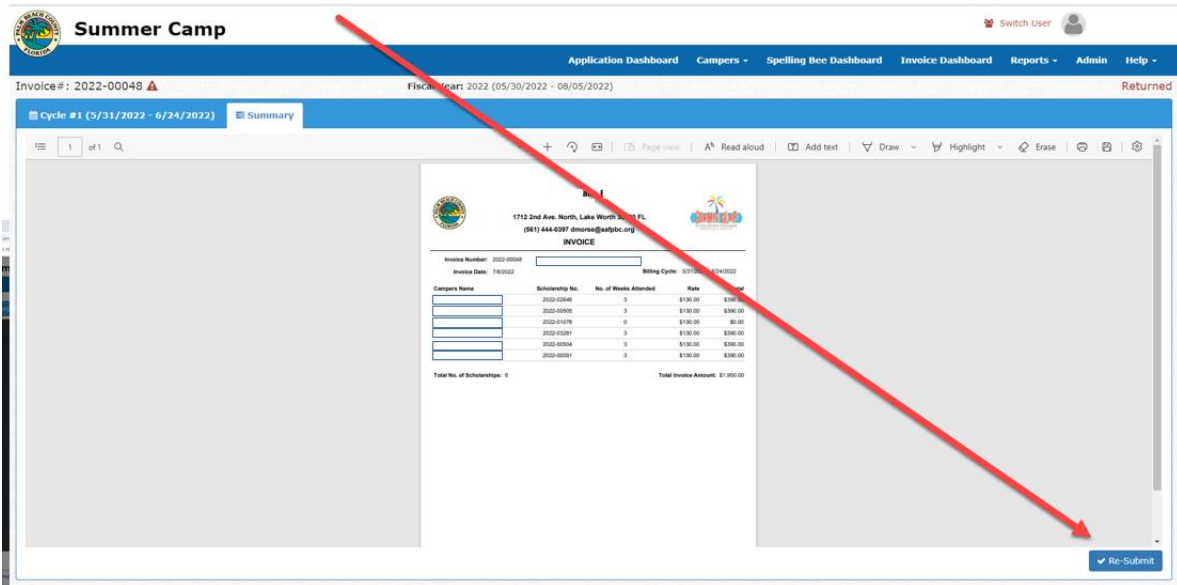 Summer Camp
Switch User
Application Dashboard Campers Spelling Bee Dashboard Invoice Dashboard Reports Admin Help
Invoice#: 2022-00048 Fiscal Year: 2022 (05/30/2022 - 08/05/2022) Returned
Cycle #1 (5/31/2022 - 6/24/2022) Summary
1 of 1 Page view Read aloud Add text Draw Highlight Erase
1712 2nd Ave. North, Lake Worth FL
(561) 444-0397 dmorse@aafpbc.org
INVOICE
Invoice Number: 2022-00048
Invoice Date: 7/8/2022 Billing Cycle:
Campers Name Scholarship No. No. of Weeks Attended Rate Total
2022-02646 3 $130.00 $390.00
2022-00505 3 $130.00 $390.00
2022-01078 0 $130.00 $0.00
2022-03281 3 $130.00 $390.00
2022-00504 3 $130.00 $390.00
2022-00091 3 $130.00 $390.00
Total No. of Scholarships: 6 Total Invoice Amount: $1,950.00
Re-Submit